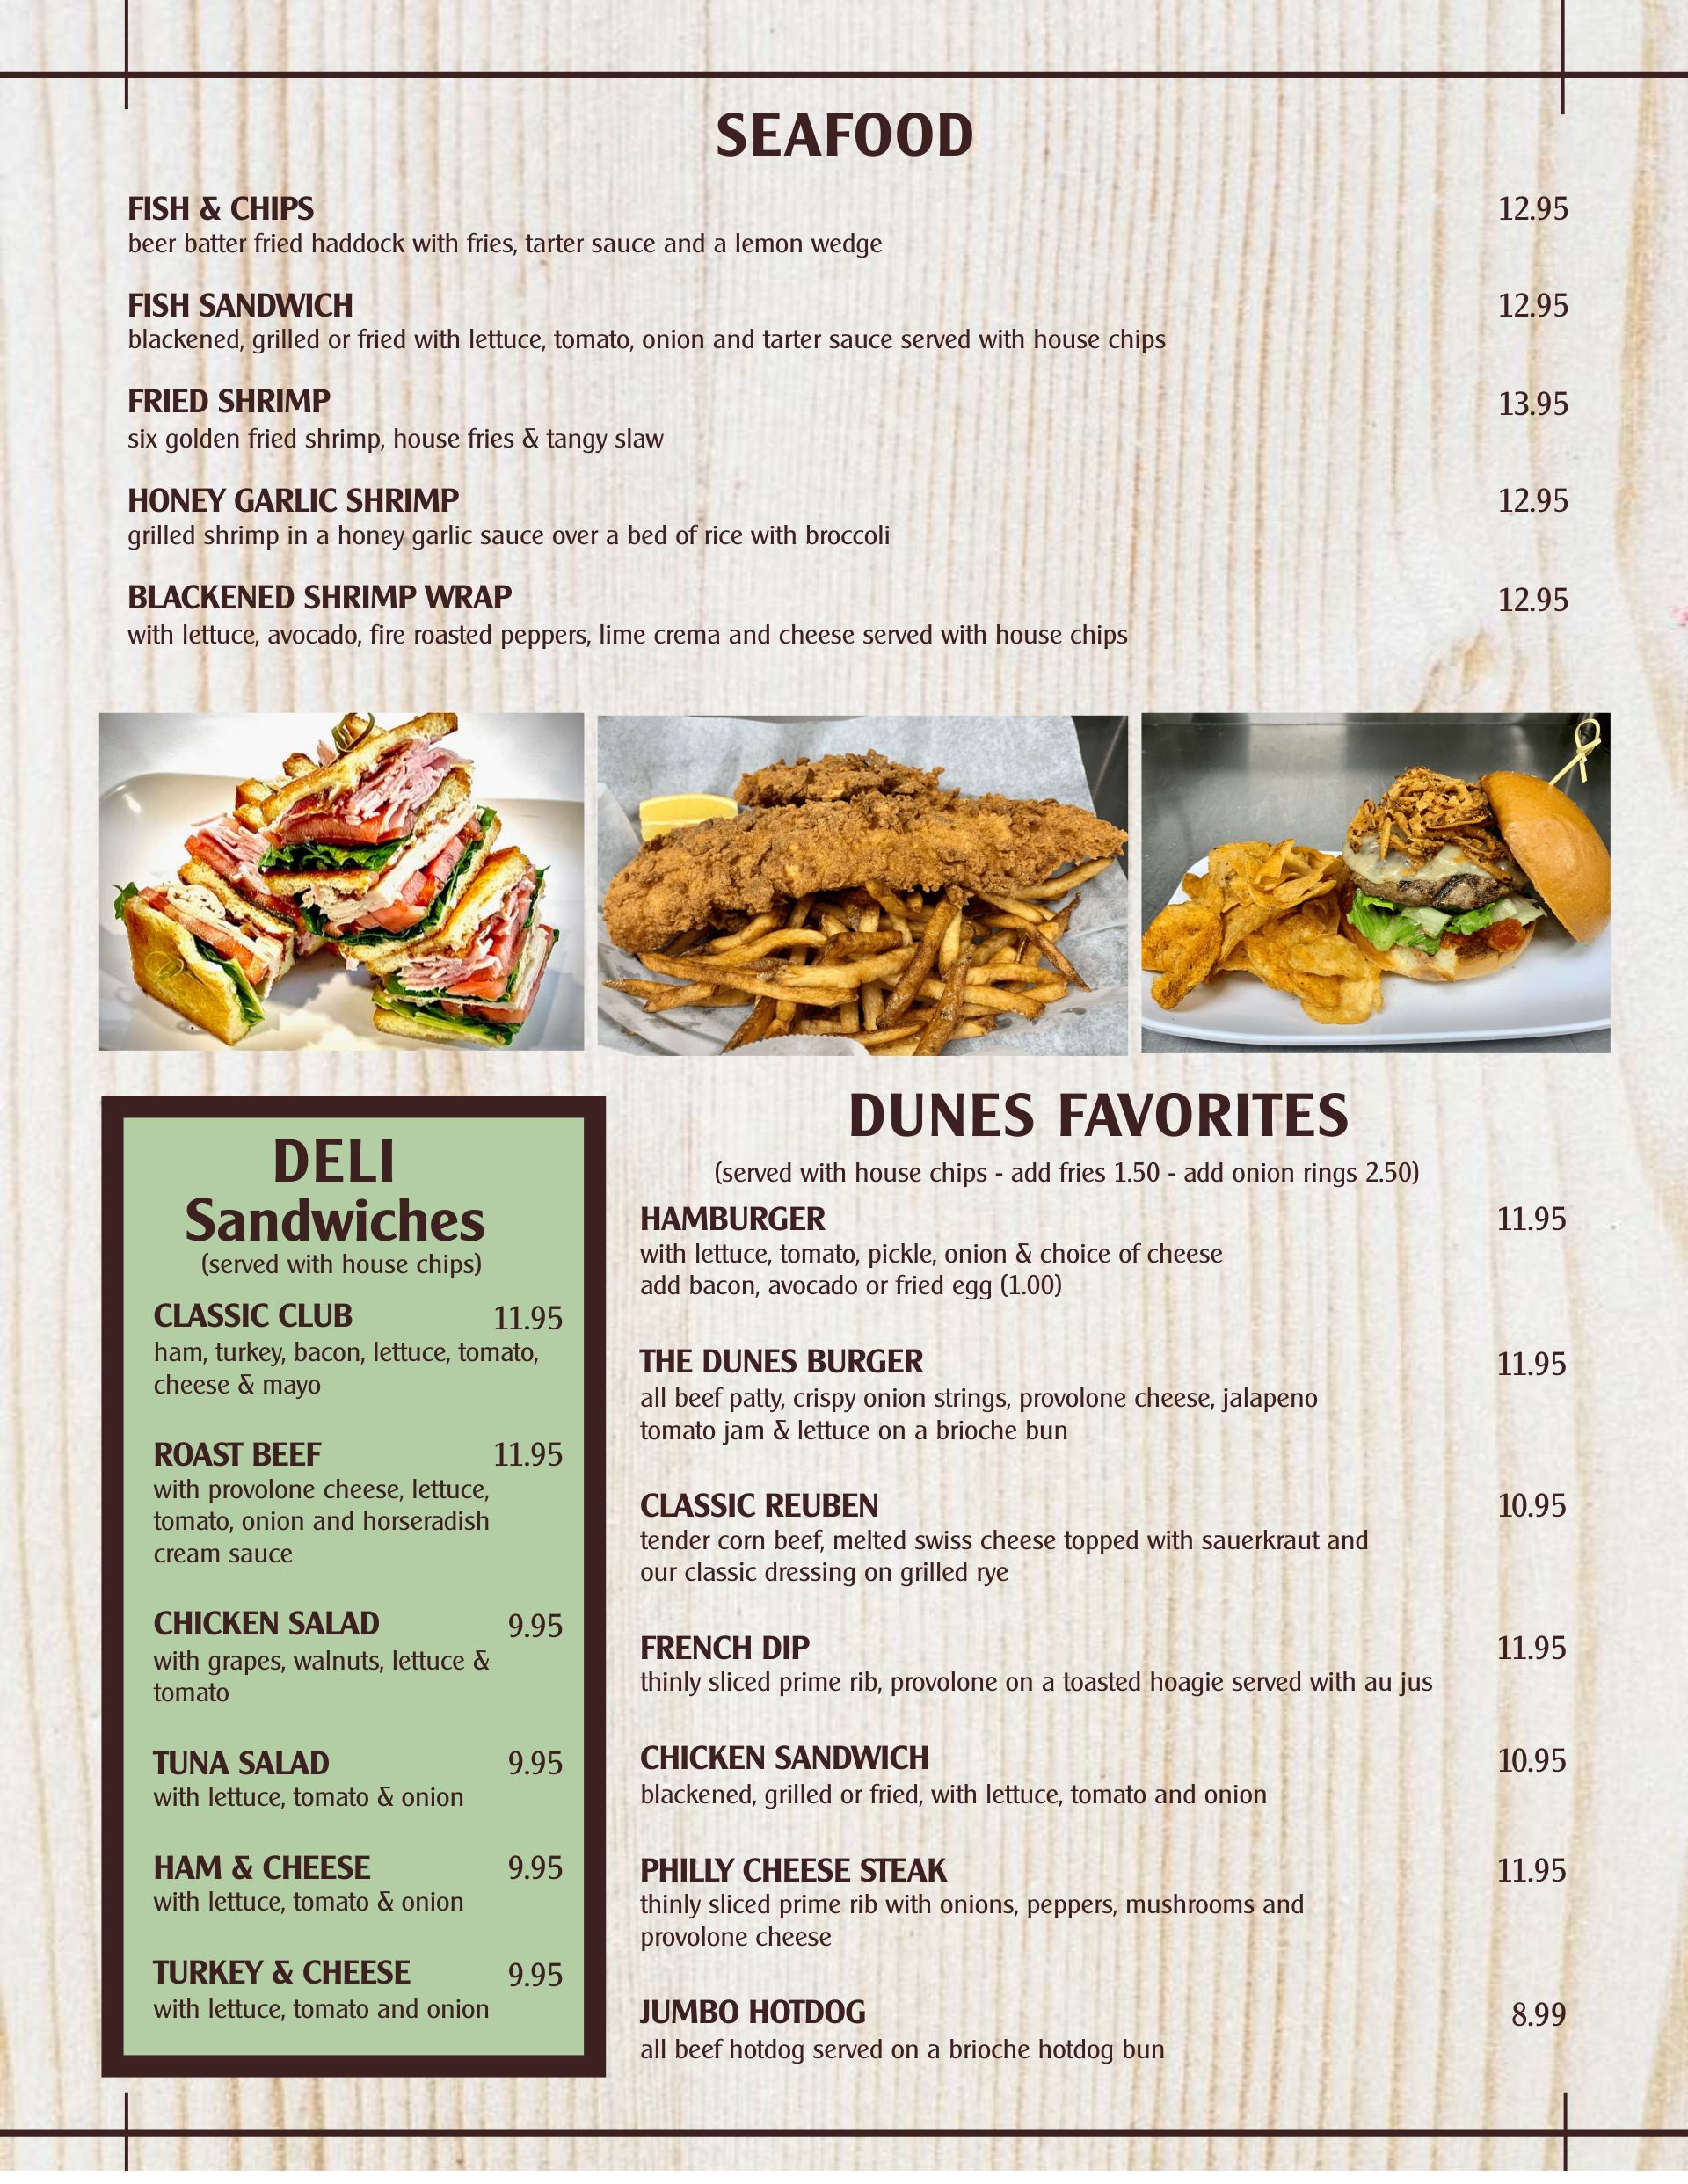 SEAFOOD
FISH & CHIPS 12.95
beer batter fried haddock with fries, tarter sauce and a lemon wedge
FISH SANDWICH 12.95
blackened, grilled or fried with lettuce, tomato, onion and tarter sauce served with house chips
FRIED SHRIMP 13.95
six golden fried shrimp, house fries & tangy slaw
HONEY GARLIC SHRIMP 12.95
grilled shrimp in a honey garlic sauce over a bed of rice with broccoli
BLACKENED SHRIMP WRAP 12.95
with lettuce, avocado, fire roasted peppers, lime crema and cheese served with house chips
DELI
Sandwiches
(served with house chips)
CLASSIC CLUB 11.95
ham, turkey, bacon, lettuce, tomato,
cheese & mayo
ROAST BEEF 11.95
with provolone cheese, lettuce,
tomato, onion and horseradish
cream sauce
CHICKEN SALAD 9.95
with grapes, walnuts, lettuce &
tomato
TUNA SALAD 9.95
with lettuce, tomato & onion
HAM & CHEESE 9.95
with lettuce, tomato & onion
TURKEY & CHEESE 9.95
with lettuce, tomato and onion
DUNES FAVORITES
(served with house chips - add fries 1.50 - add onion rings 2.50)
HAMBURGER 11.95
with lettuce, tomato, pickle, onion & choice of cheese
add bacon, avocado or fried egg (1.00)
THE DUNES BURGER 11.95
all beef patty, crispy onion strings, provolone cheese, jalapeno
tomato jam & lettuce on a brioche bun
CLASSIC REUBEN 10.95
tender corn beef, melted swiss cheese topped with sauerkraut and
our classic dressing on grilled rye
FRENCH DIP 11.95
thinly sliced prime rib, provolone on a toasted hoagie served with au jus
CHICKEN SANDWICH 10.95
blackened, grilled or fried, with lettuce, tomato and onion
PHILLY CHEESE STEAK 11.95
thinly sliced prime rib with onions, peppers, mushrooms and
provolone cheese
JUMBO HOTDOG 8.99
all beef hotdog served on a brioche hotdog bun